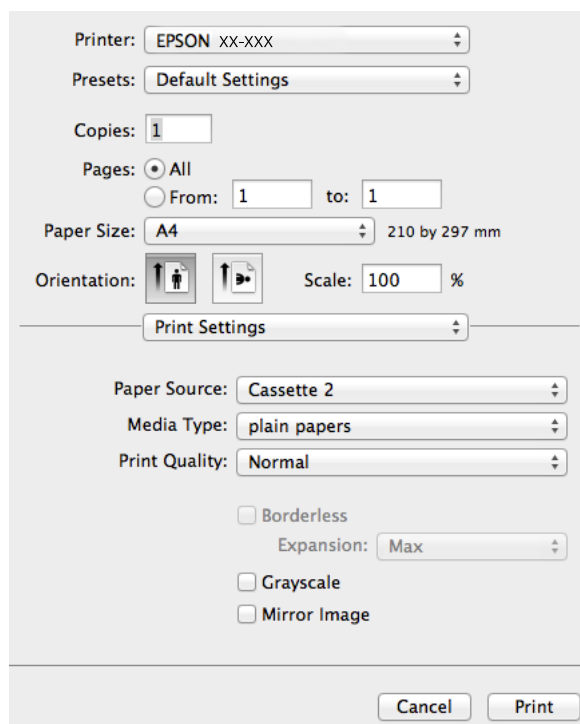 Printer: EPSON XX-XXX
Presets: Default Settings
Copies: 1
Pages: All
From: 1 to: 1
Paper Size: A4 210 by 297 mm
Orientation: Scale: 100 %
Print Settings
Paper Source: Cassette 2
Media Type: plain papers
Print Quality: Normal
Borderless
Expansion: Max
Grayscale
Mirror Image
Cancel Print